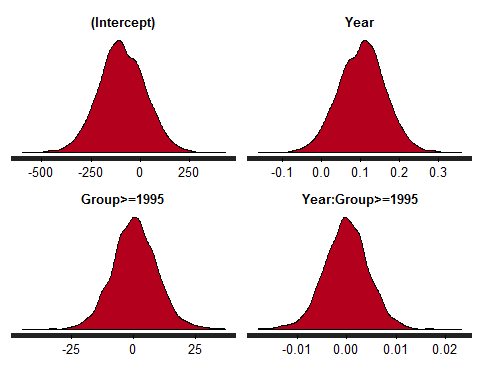 (Intercept)
Year
-500 -250 0 250
-0.1 0.0 0.1 0.2 0.3
Group>=1995
Year:Group>=1995
-25 0 25
-0.01 0.00 0.01 0.02